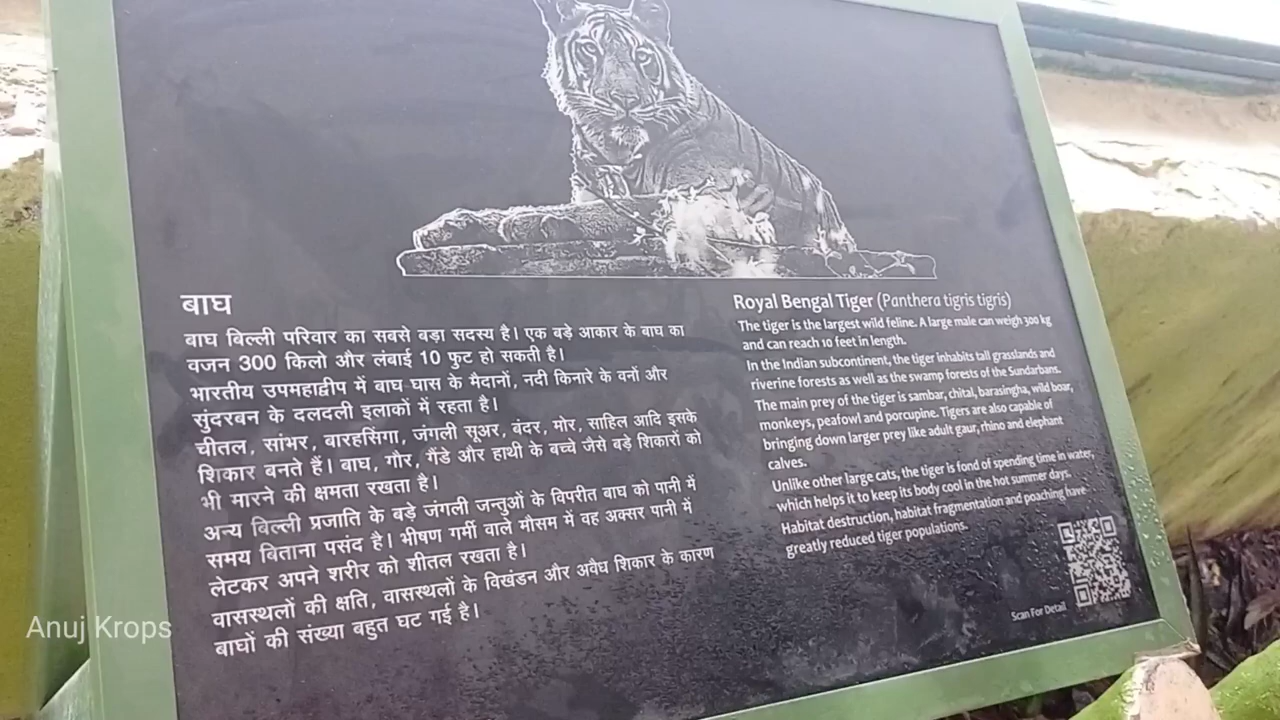 बाघ
बाघ बिल्ली परिवार का सबसे बड़ा सदस्य है। एक बड़े आकार के बाघ का
वजन 300 किलो और लंबाई 10 फुट हो सकती है।
भारतीय उपमहाद्वीप में बाघ घास के मैदानों, नदी किनारे के वनों और
सुंदरबन के दलदली इलाकों में रहता है।
चीतल, सांभर, बारहसिंगा, जंगली सूअर, बंदर, मोर, साहिल आदि इसके
शिकार बनते हैं। बाघ, गौर, गैंडे और हाथी के बच्चे जैसे बड़े शिकारों को
भी मारने की क्षमता रखता है।
अन्य बिल्ली प्रजाति के बड़े जंगली जन्तुओं के विपरीत बाघ को पानी में
समय बिताना पसंद है। भीषण गर्मी वाले मौसम में वह अक्सर पानी में
लेटकर अपने शरीर को शीतल रखता है।
वासस्थलों की क्षति, वासस्थलों के विखंडन और अवैध शिकार के कारण
बाघों की संख्या बहुत घट गई है।
Royal Bengal Tiger (Panthera tigris tigris)
The tiger is the largest wild feline. A large male can weigh 300 kg
and can reach 10 feet in length.
In the Indian subcontinent, the tiger inhabits tall grasslands and
riverine forests as well as the swamp forests of the Sundarbans.
The main prey of the tiger is sambar, chital, barasingha, wild boar,
monkeys, peafowl and porcupine. Tigers are also capable of
bringing down larger prey like adult gaur, rhino and elephant
calves.
Unlike other large cats, the tiger is fond of spending time in water,
which helps it to keep its body cool in the hot summer days.
Habitat destruction, habitat fragmentation and poaching have
greatly reduced tiger populations.
Scan For Detail
Anuj Krops